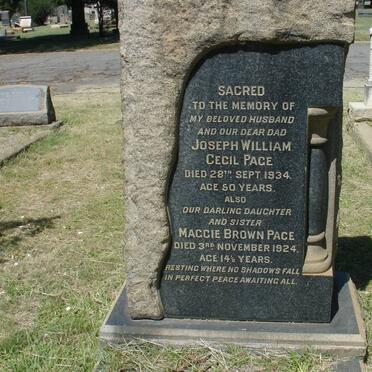 SACRED
TO THE MEMORY OF
MY BELOVED HUSBAND
AND OUR DEAR DAD
JOSEPH WILLIAM
CECIL PAGE
DIED 28TH SEPT 1934.
AGE 50 YEARS.
ALSO
OUR DARLING DAUGHTER
AND SISTER
MAGGIE BROWN PAGE
DIED 3RD NOVEMBER 1924.
AGE 14½ YEARS.
RESTING WHERE NO SHADOWS FALL
IN PERFECT PEACE AWAITING ALL.